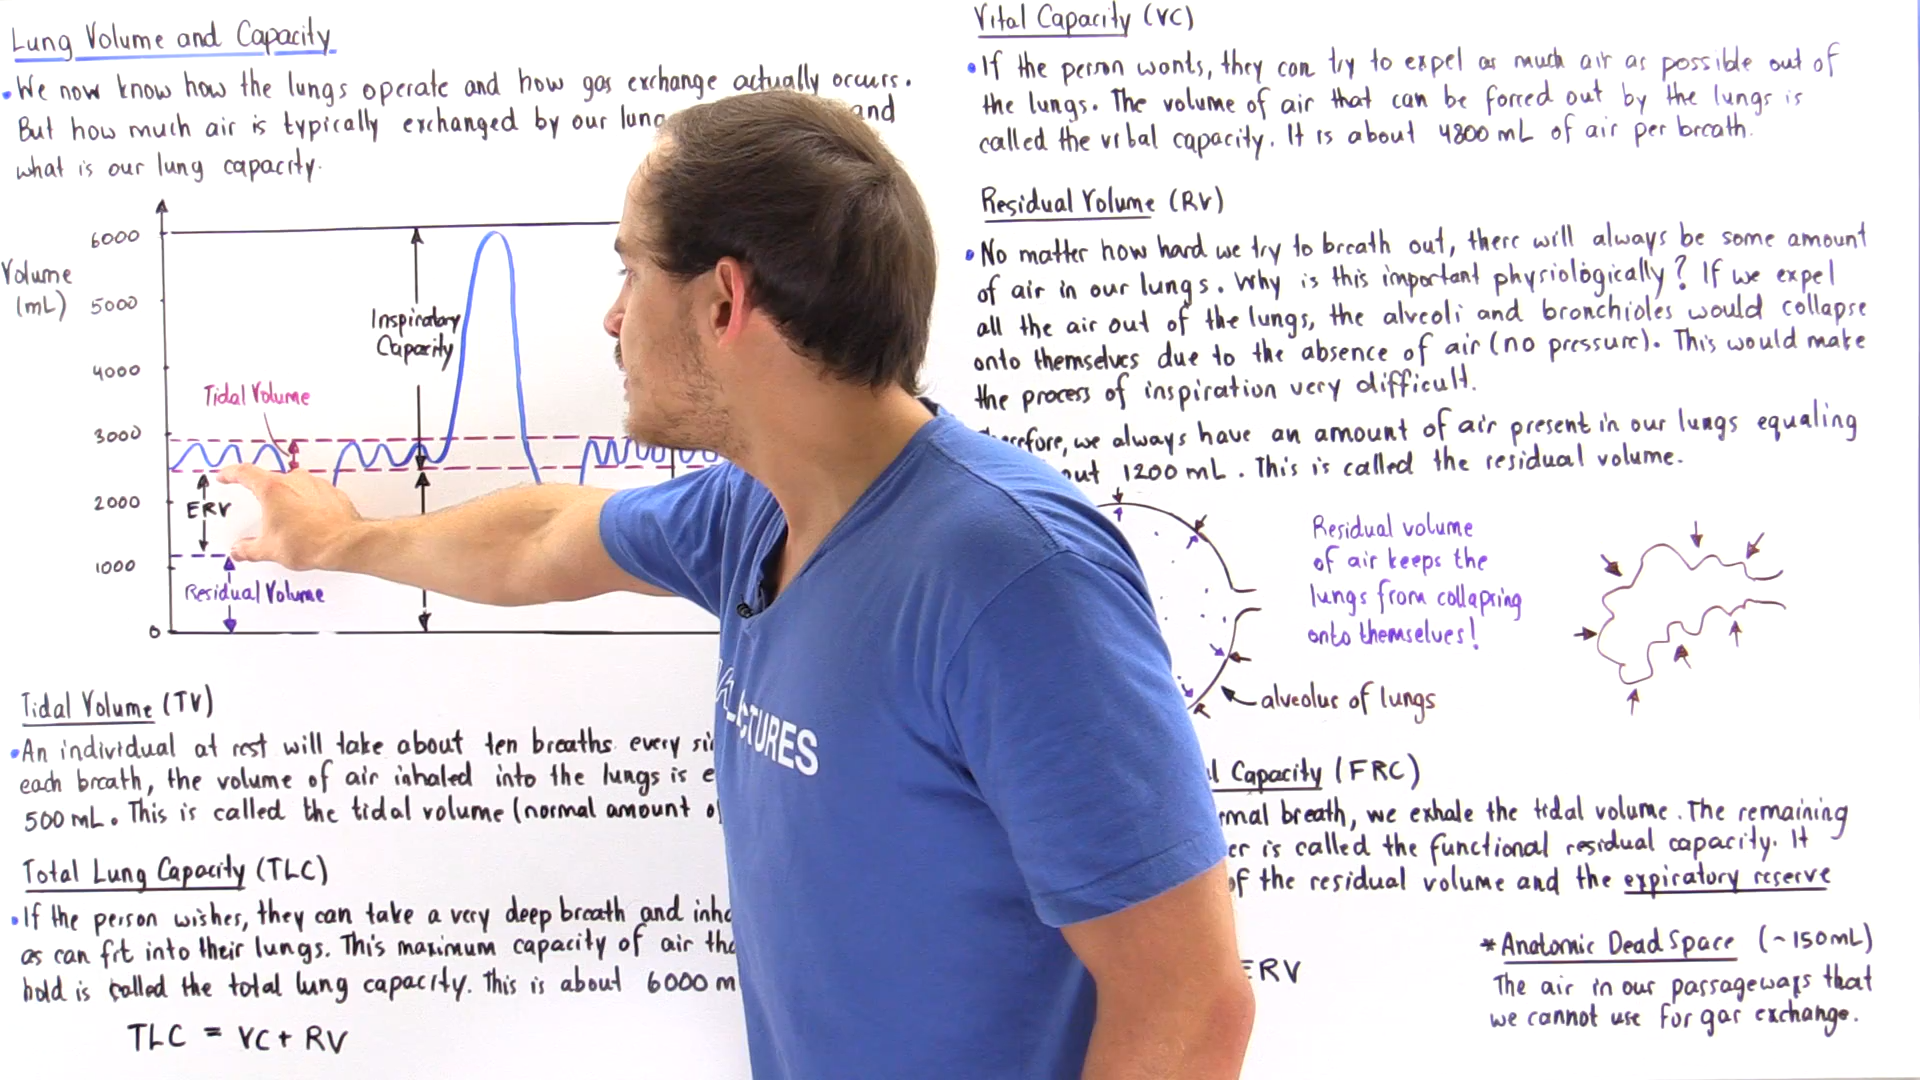 Lung Volume and Capacity
•We now know how the lungs operate and how gas exchange actually occurs.
But how much air is typically exchanged by our lung and
what is our lung capacity.
6000
Volume
(mL)
5000
Inspiratory
Capacity
4000
Tidal Volume
3000
2000
ERV
1000
Residual Volume
0
Tidal Volume (TV)
•An individual at rest will take about ten breaths every si
each breath, the volume of air inhaled into the lungs is e
500 mL. This is called the tidal volume (normal amount o
Total Lung Capacity (TLC)
•If the person wishes, they can take a very deep breath and inha
as can fit into their lungs. This maximum capacity of air tha
hold is called the total lung capacity. This is about 6000 m
TLC = VC + RV
CTURES
Vital Capacity (VC)
•If the person wants, they can try to expel as much air as possible out of
the lungs. The volume of air that can be forced out by the lungs is
called the vital capacity. It is about 4800 mL of air per breath.
Residual Volume (RV)
•No matter how hard we try to breath out, there will always be some amount
of air in our lungs. Why is this important physiologically? If we expel
all the air out of the lungs, the alveoli and bronchioles would collapse
onto themselves due to the absence of air (no pressure). This would make
the process of inspiration very difficult.
refore, we always have an amount of air present in our lungs equaling
out 1200 mL. This is called the residual volume.
Residual volume
of air keeps the
lungs from collapsing
onto themselves!
alveolus of lungs
l Capacity (FRC)
rmal breath, we exhale the tidal volume. The remaining
er is called the functional residual capacity. It
of the residual volume and the expiratory reserve
ERV
*Anatomic Dead Space (~150mL)
The air in our passageways that
we cannot use for gas exchange.